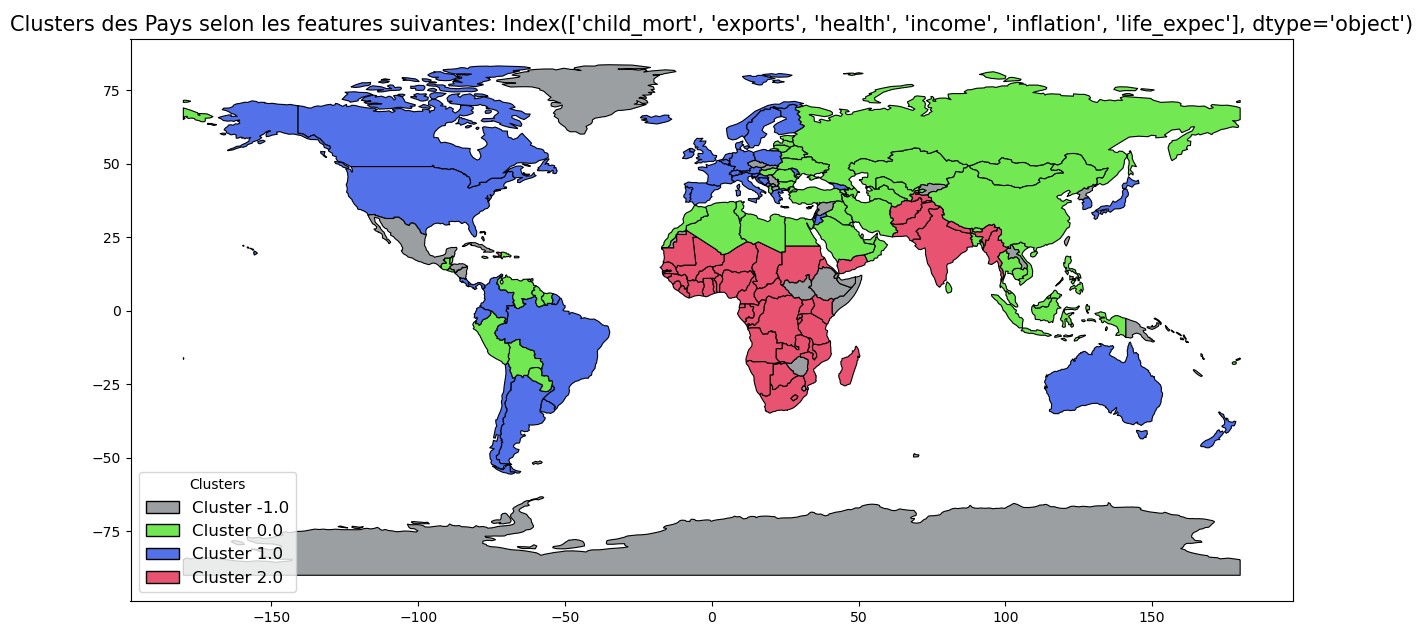 Clusters des Pays selon les features suivantes: Index(['child_mort', 'exports', 'health', 'income', 'inflation', 'life_expec'], dtype='object')
75
50
25
0
−25
−50
−75
Clusters
Cluster -1.0
Cluster 0.0
Cluster 1.0
Cluster 2.0
−150 −100 −50 0 50 100 150